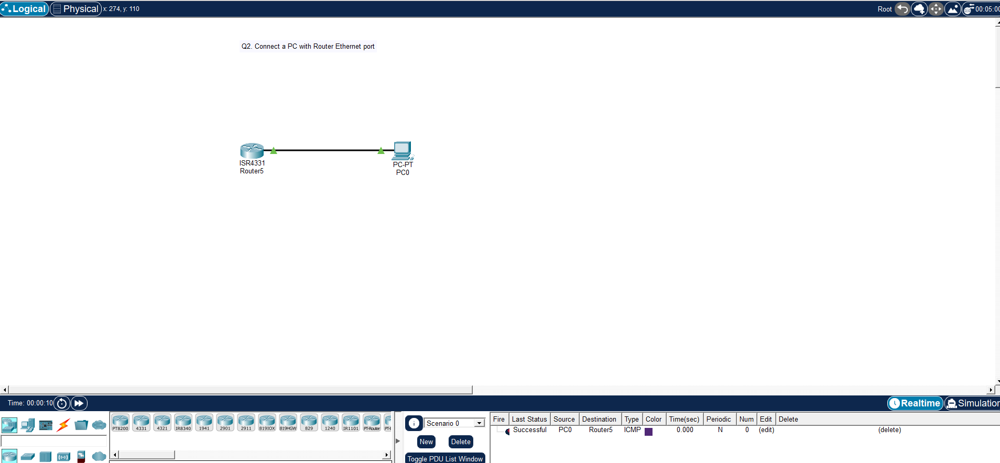 Logical Physical x: 274, y: 110 Root 00:05:00
Q2. Connect a PC with Router Ethernet port
ISR4331
Router5
PC-PT
PC0
Time: 00:00:10 Realtime Simulation
PT8200 4331 4321 IR8340 1941 2901 2911 819IOX 819HGW 829 1240 IR1101 PT-Router
Scenario 0
New Delete
Toggle PDU List Window
Fire Last Status Source Destination Type Color Time(sec) Periodic Num Edit Delete
Successful PC0 Router5 ICMP 0.000 N 0 (edit) (delete)